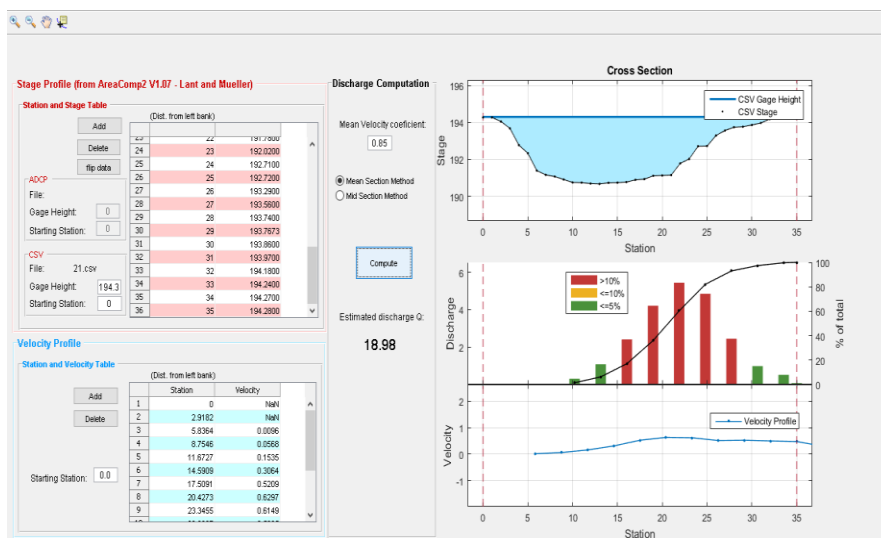 Stage Profile (from AreaComp2 V1.07 - Lant and Mueller)
Station and Stage Table
(Dist. from left bank)
Add
Delete
flip data
22 191.7800
24 23 192.0200
25 24 192.7100
26 25 192.7200
27 26 193.2900
28 27 193.5600
29 28 193.7400
30 29 193.7673
31 30 193.8600
32 31 193.9700
33 32 194.1800
34 33 194.2400
35 34 194.2700
36 35 194.2800
ADCP
File:
Gage Height: 0
Starting Station: 0
CSV
File: 21.csv
Gage Height: 194.3
Starting Station: 0
Velocity Profile
Station and Velocity Table
(Dist. from left bank)
Add
Delete
Starting Station: 0.0
Station Velocity
1 0 NaN
2 2.9182 NaN
3 5.8364 0.0096
4 8.7546 0.0568
5 11.6727 0.1535
6 14.5909 0.3064
7 17.5091 0.5209
8 20.4273 0.6297
9 23.3455 0.6149
Discharge Computation
Mean Velocity coeficient:
0.85
Mean Section Method
Mid Section Method
Compute
Estimated discharge Q:
18.98
Cross Section
196
194
192
190
Stage
CSV Gage Height
CSV Stage
0 5 10 15 20 25 30 35
Station
6
4
2
Discharge
>10%
<=10%
<=5%
100
80
60
40
20
0
% of total
2
1
0
-1
Velocity
Velocity Profile
0 5 10 15 20 25 30 35
Station